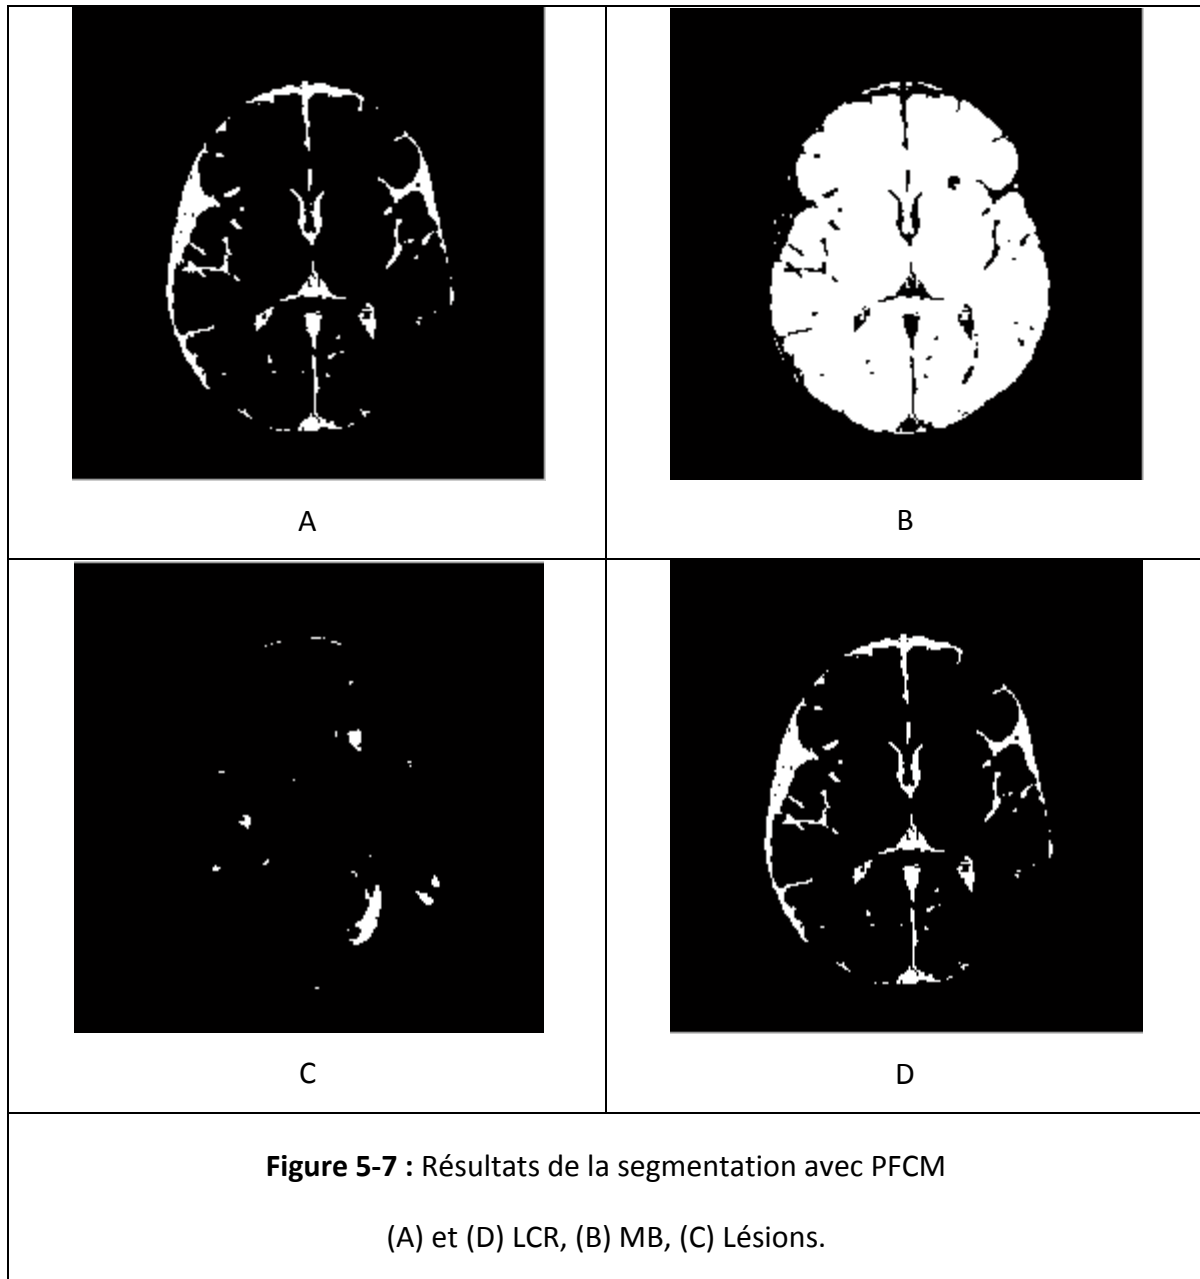 A
B
C
D
Figure 5-7 : Résultats de la segmentation avec PFCM
(A) et (D) LCR, (B) MB, (C) Lésions.